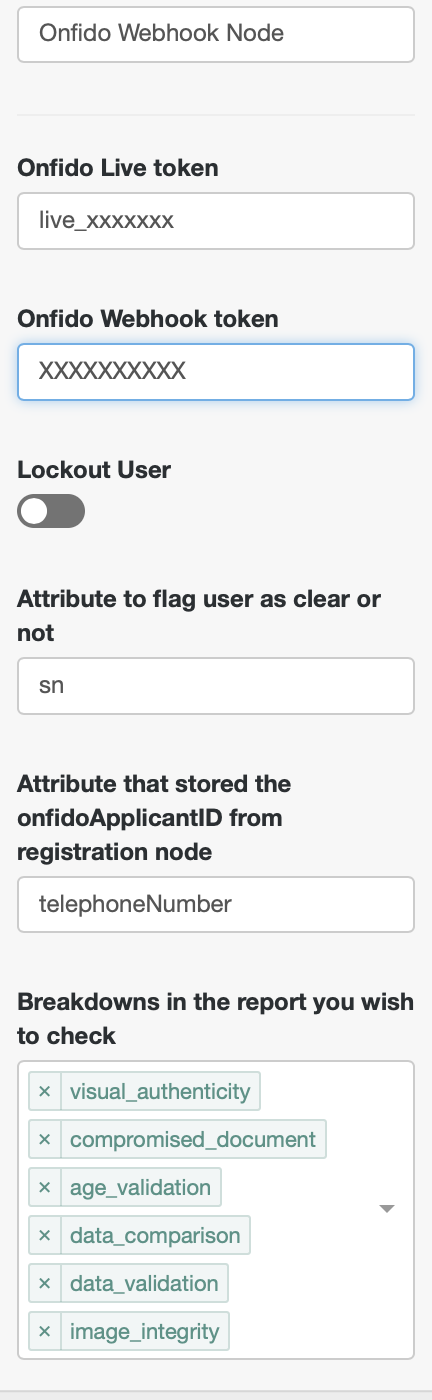 Onfido Webhook Node
Onfido Live token
live_xxxxxxx
Onfido Webhook token
XXXXXXXXXX
Lockout User
Attribute to flag user as clear or
not
sn
Attribute that stored the
onfidoApplicantID from
registration node
telephoneNumber
Breakdowns in the report you wish
to check
× visual_authenticity
× compromised_document
× age_validation
× data_comparison
× data_validation
× image_integrity